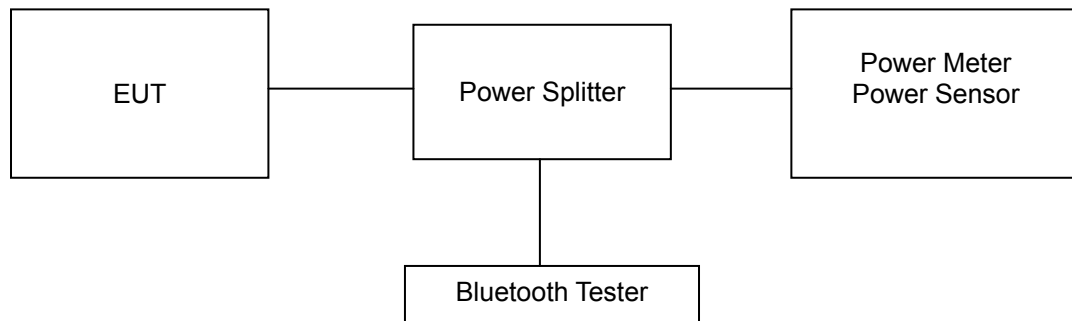 EUT
Power Splitter
Power Meter
Power Sensor
Bluetooth Tester